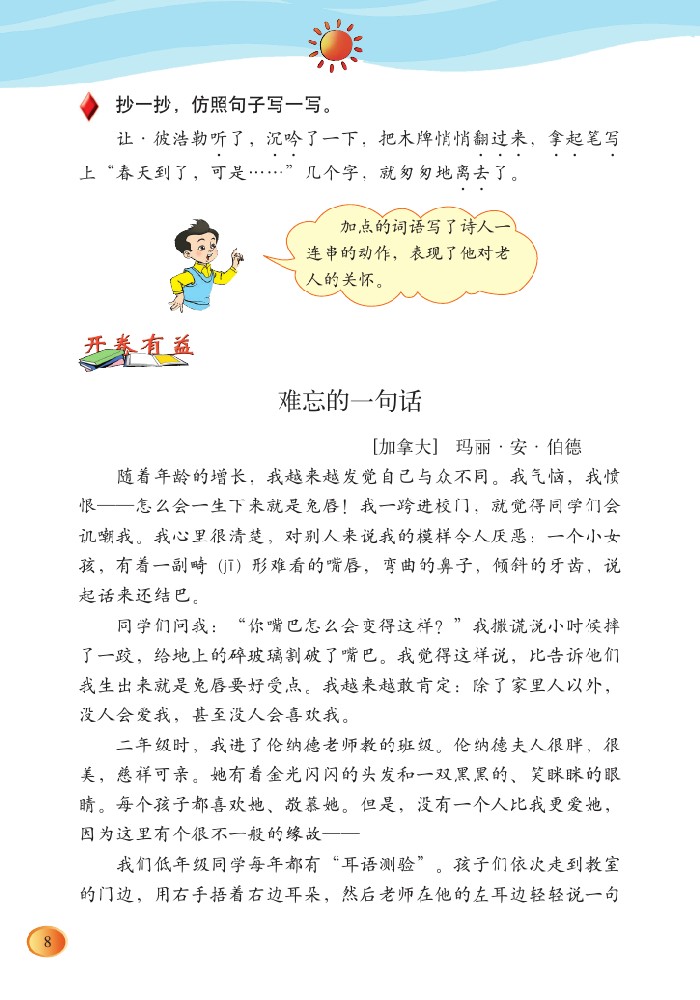 抄一抄，仿照句子写一写。
让·彼浩勒听了，沉吟了一下，把木牌悄悄翻过来，拿起笔写
上“春天到了，可是……”几个字，就匆匆地离去了。
加点的词语写了诗人一
连串的动作，表现了他对老
人的关怀。
开卷有益
难忘的一句话
[加拿大] 玛丽·安·伯德
随着年龄的增长，我越来越发觉自己与众不同。我气恼，我愤
恨——怎么会一生下来就是兔唇！我一跨进校门，就觉得同学们会
讥嘲我。我心里很清楚，对别人来说我的模样令人厌恶：一个小女
孩，有着一副畸（jī）形难看的嘴唇，弯曲的鼻子，倾斜的牙齿，说
起话来还结巴。
同学们问我：“你嘴巴怎么会变得这样？”我撒谎说小时候摔
了一跤，给地上的碎玻璃割破了嘴巴。我觉得这样说，比告诉他们
我生出来就是兔唇要好受点。我越来越敢肯定：除了家里人以外，
没人会爱我，甚至没人会喜欢我。
二年级时，我进了伦纳德老师教的班级。伦纳德夫人很胖、很
美，慈祥可亲。她有着金光闪闪的头发和一双黑黑的、笑眯眯的眼
睛。每个孩子都喜欢她、敬慕她。但是，没有一个人比我更爱她，
因为这里有个很不一般的缘故——
我们低年级同学每年都有“耳语测验”。孩子们依次走到教室
的门边，用右手捂着右边耳朵，然后老师在他的左耳边轻轻说一句
8